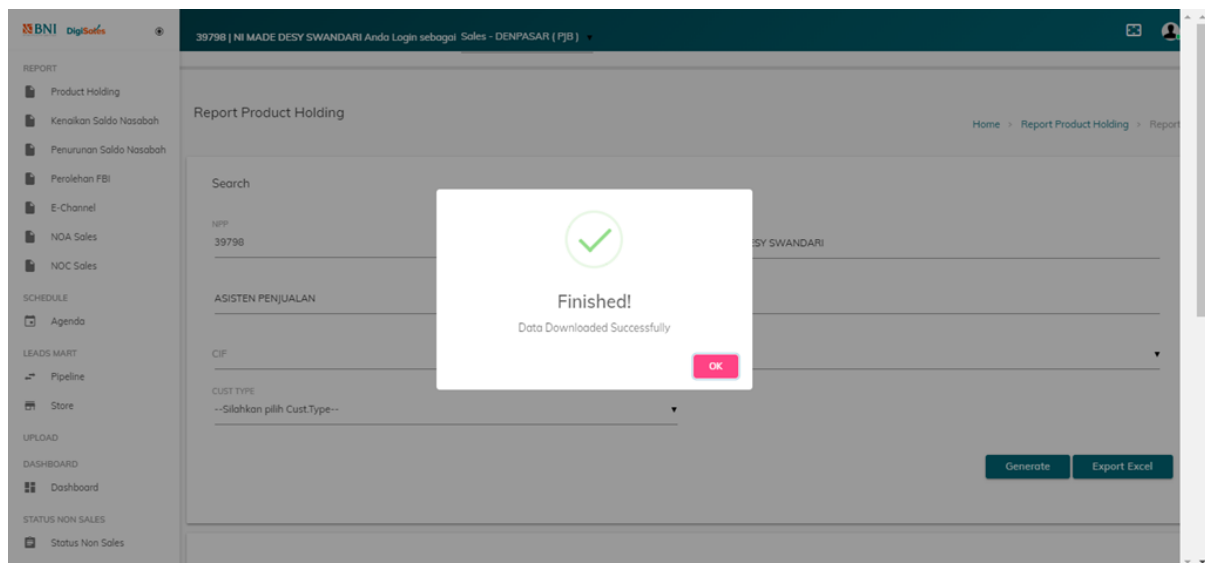 BNI DigiSales
39798 | NI MADE DESY SWANDARI Anda Login sebagai Sales - DENPASAR ( PJB )
REPORT
Product Holding
Kenaikan Saldo Nasabah
Penurunan Saldo Nasabah
Perolehan FBI
E-Channel
NOA Sales
NOC Sales
SCHEDULE
Agenda
LEADS MART
Pipeline
Store
UPLOAD
DASHBOARD
Dashboard
STATUS NON SALES
Status Non Sales
Report Product Holding
Home > Report Product Holding > Report
Search
NPP
39798
ESY SWANDARI
ASISTEN PENJUALAN
CIF
CUST TYPE
--Silahkan pilih Cust.Type--
Generate
Export Excel
Finished!
Data Downloaded Successfully
OK